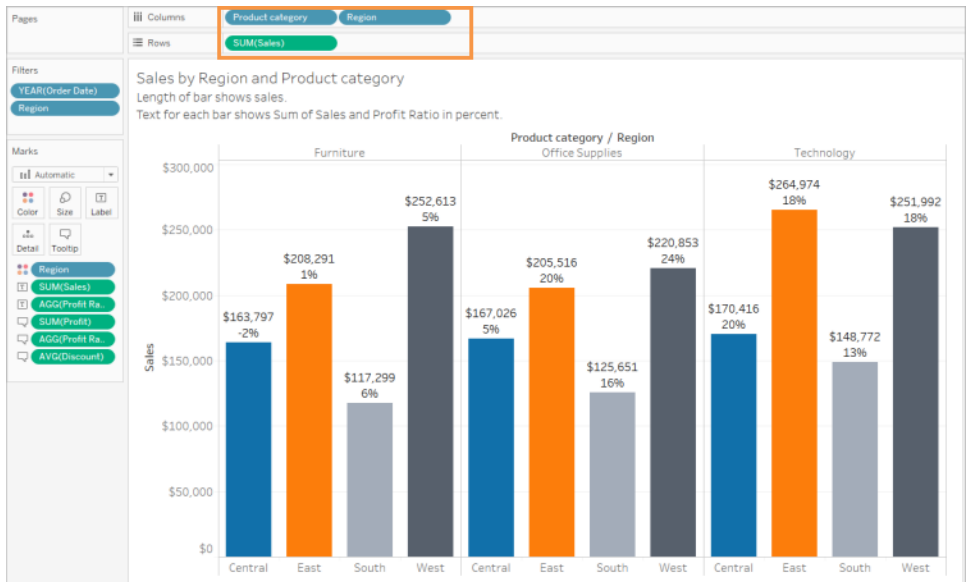 Pages
Columns
Product category
Region
Rows
SUM(Sales)
Filters
YEAR(Order Date)
Region
Marks
Automatic
Color
Size
Label
Detail
Tooltip
Region
SUM(Sales)
AGG(Profit Ra..
SUM(Profit)
AGG(Profit Ra..
AVG(Discount)
Sales by Region and Product category
Length of bar shows sales.
Text for each bar shows Sum of Sales and Profit Ratio in percent.
Product category / Region
Furniture
Office Supplies
Technology
Sales
$300,000
$250,000
$200,000
$150,000
$100,000
$50,000
$0
$163,797
-2%
$208,291
1%
$117,299
6%
$252,613
5%
$167,026
5%
$205,516
20%
$125,651
16%
$220,853
24%
$170,416
20%
$264,974
18%
$148,772
13%
$251,992
18%
Central East South West Central East South West Central East South West